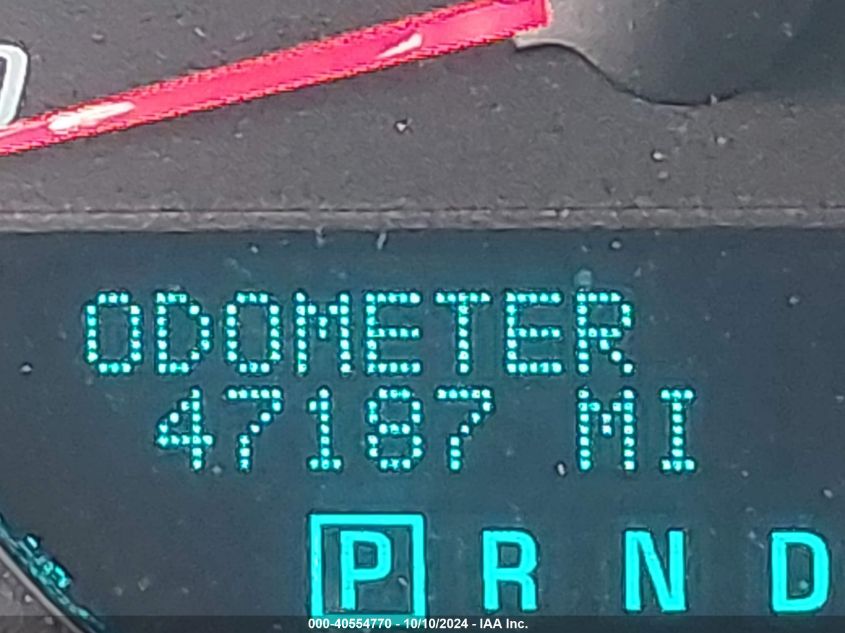 ODOMETER
47187 MI
P R N D
000-40554770 - 10/10/2024 - IAA Inc.